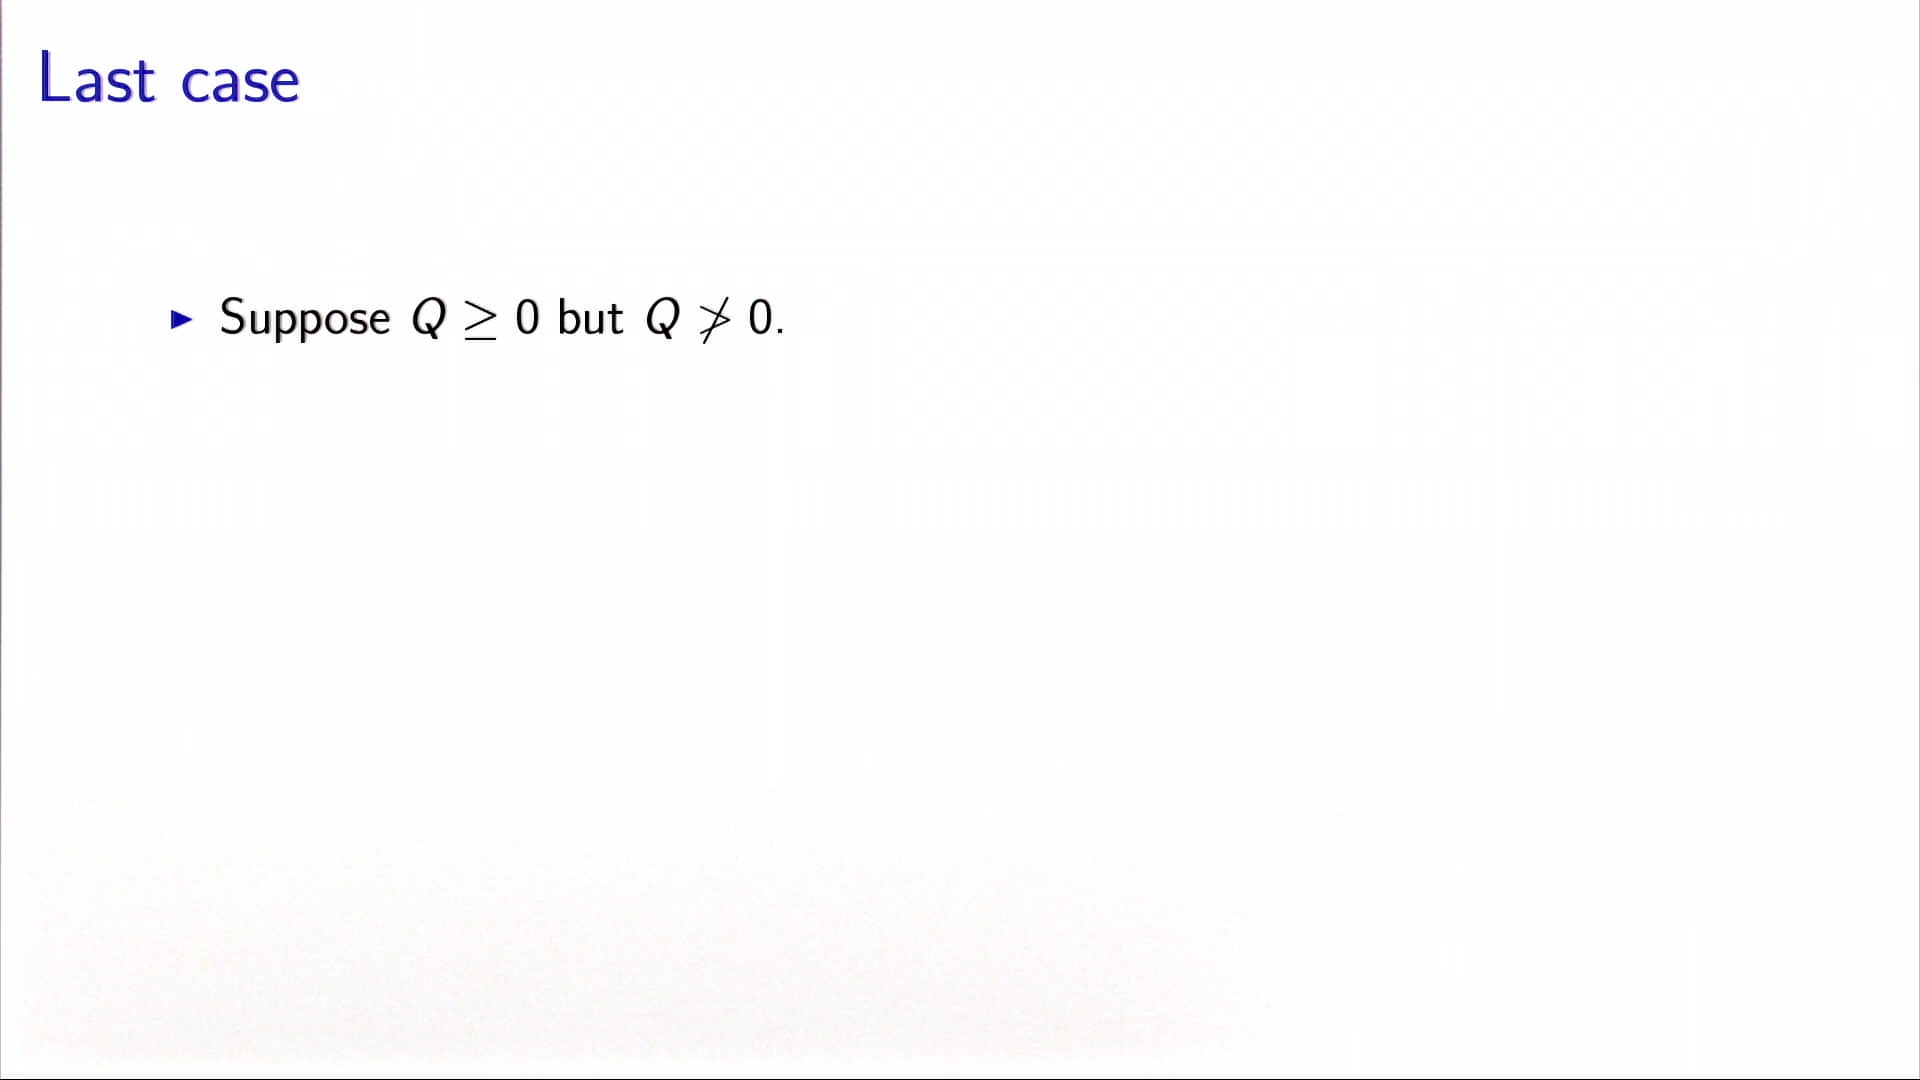 Last case
▶ Suppose Q ≥ 0 but Q ≯ 0.